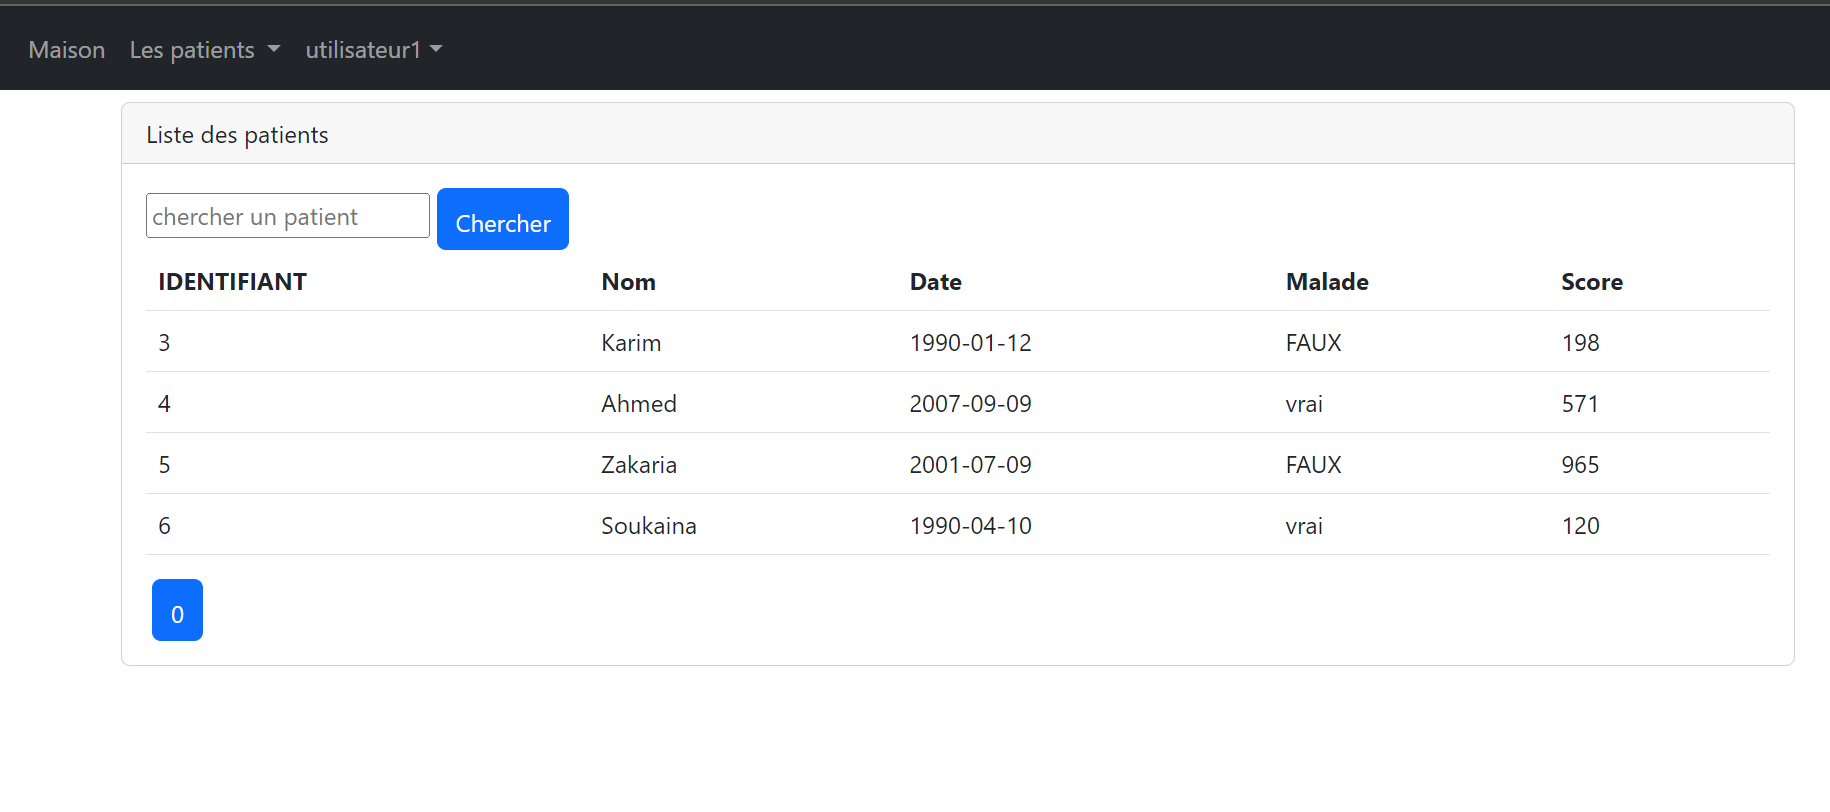 Maison Les patients utilisateur1
Liste des patients
chercher un patient Chercher
IDENTIFIANT Nom Date Malade Score
3 Karim 1990-01-12 FAUX 198
4 Ahmed 2007-09-09 vrai 571
5 Zakaria 2001-07-09 FAUX 965
6 Soukaina 1990-04-10 vrai 120
0